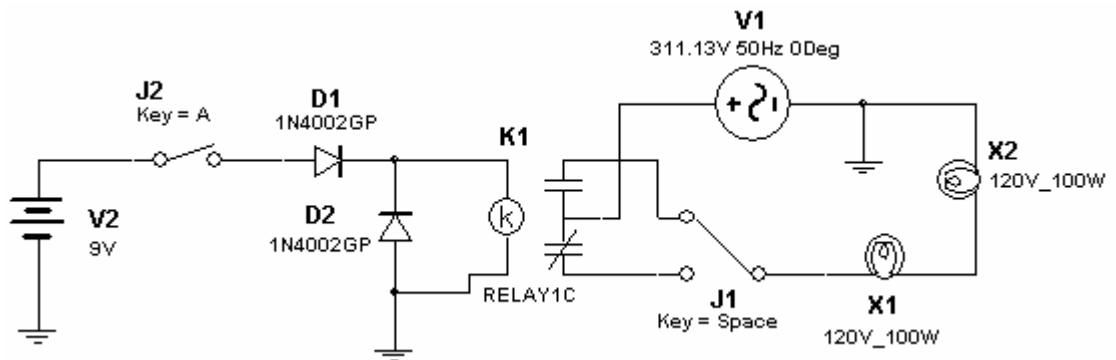 V1
311.13V 50Hz 0Deg
J2
Key = A
D1
1N4002GP
K1
X2
120V_100W
V2
9V
D2
1N4002GP
k
RELAY1C
J1
Key = Space
X1
120V_100W